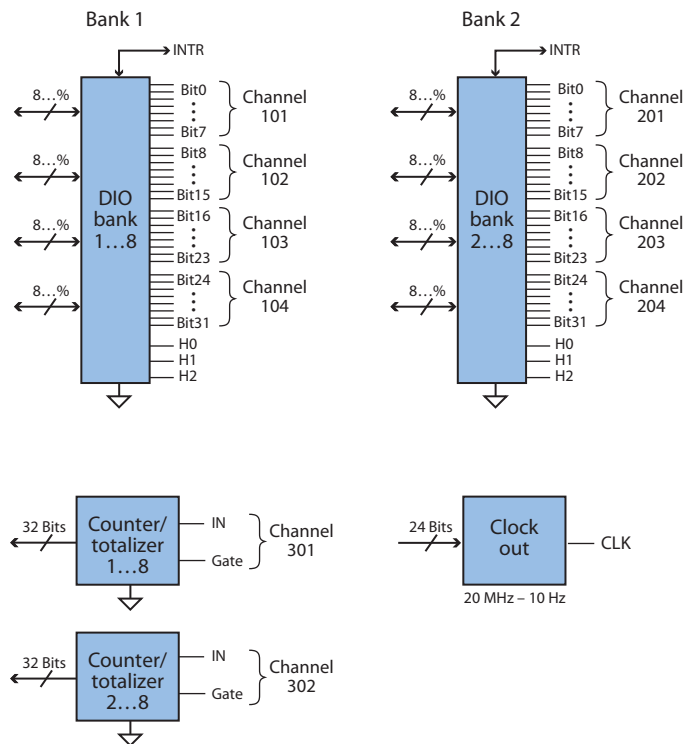 Bank 1
INTR
8...%
8...%
8...%
8...%
DIO
bank
1...8
Bit0
Bit7
Channel
101
Bit8
Bit15
Channel
102
Bit16
Bit23
Channel
103
Bit24
Bit31
Channel
104
H0
H1
H2
Bank 2
INTR
8...%
8...%
8...%
8...%
DIO
bank
2...8
Bit0
Bit7
Channel
201
Bit8
Bit15
Channel
202
Bit16
Bit23
Channel
203
Bit24
Bit31
Channel
204
H0
H1
H2
32 Bits
Counter/
totalizer
1...8
IN
Gate
Channel
301
24 Bits
Clock
out
CLK
20 MHz – 10 Hz
32 Bits
Counter/
totalizer
2...8
IN
Gate
Channel
302